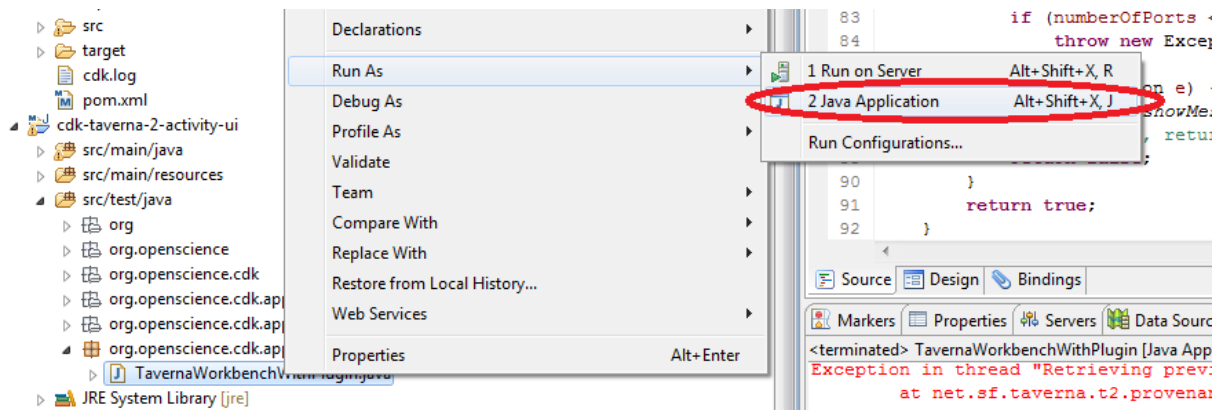 src
target
cdk.log
pom.xml
cdk-taverna-2-activity-ui
src/main/java
src/main/resources
src/test/java
org
org.openscience
org.openscience.cdk
org.openscience.cdk.app
org.openscience.cdk.app
org.openscience.cdk.app
TavernaWorkbenchWithPlugin.java
JRE System Library [jre]
Declarations
Run As
Debug As
Profile As
Validate
Team
Compare With
Replace With
Restore from Local History...
Web Services
Properties Alt+Enter
1 Run on Server Alt+Shift+X, R
2 Java Application Alt+Shift+X, J
Run Configurations...
83 if (numberOfPorts <
84 throw new Excep
on e) {
showMes
, retur
return false;
90 }
91 return true;
92 }
Source Design Bindings
Markers Properties Servers Data Sourc
<terminated> TavernaWorkbenchWithPlugin [Java App
Exception in thread "Retrieving previ
at net.sf.taverna.t2.provenan